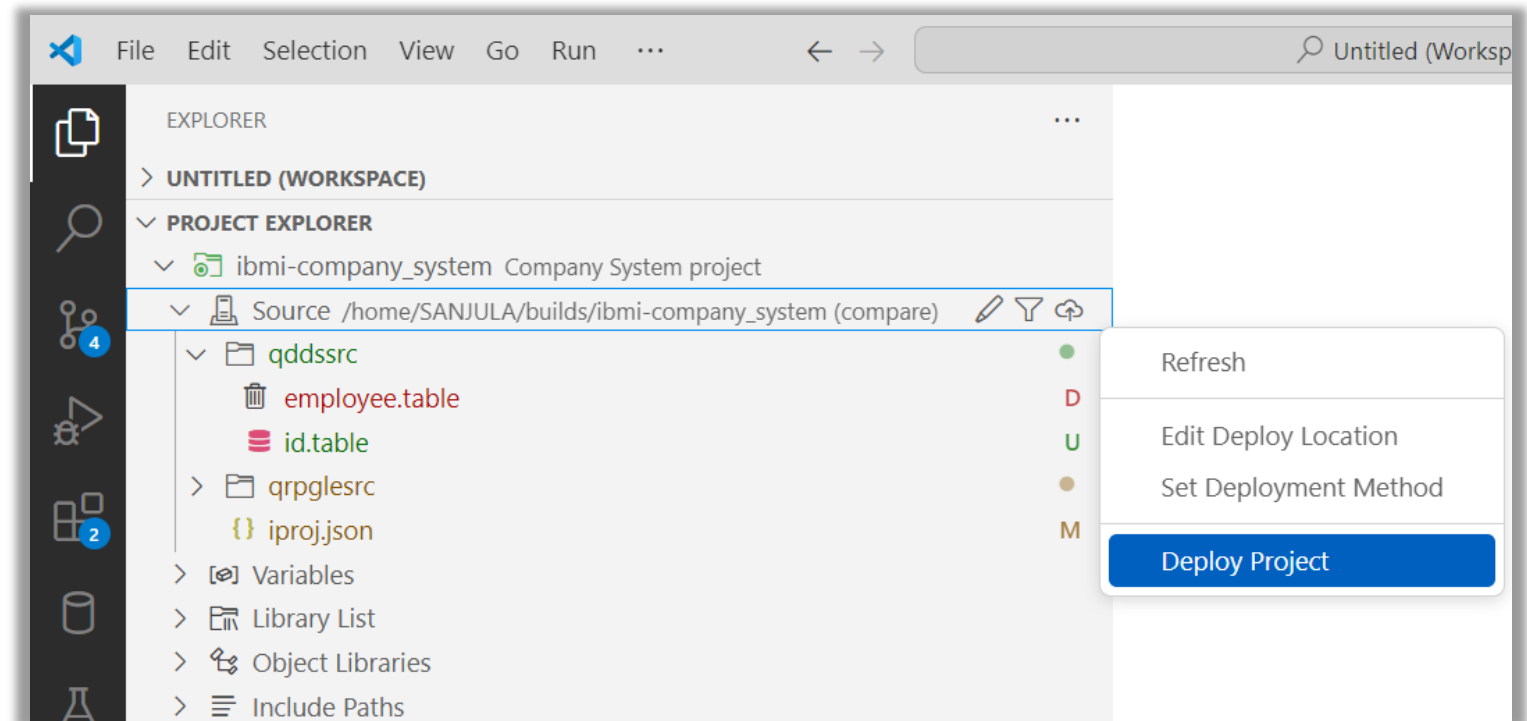 File Edit Selection View Go Run ··· ← → Untitled (Worksp
EXPLORER ···
UNTITLED (WORKSPACE)
PROJECT EXPLORER
ibmi-company_system Company System project
Source /home/SANJULA/builds/ibmi-company_system (compare)
qddssrc
employee.table D
id.table U
qrpglesrc
{} iproj.json M
Variables
Library List
Object Libraries
Include Paths
4
2
Refresh
Edit Deploy Location
Set Deployment Method
Deploy Project